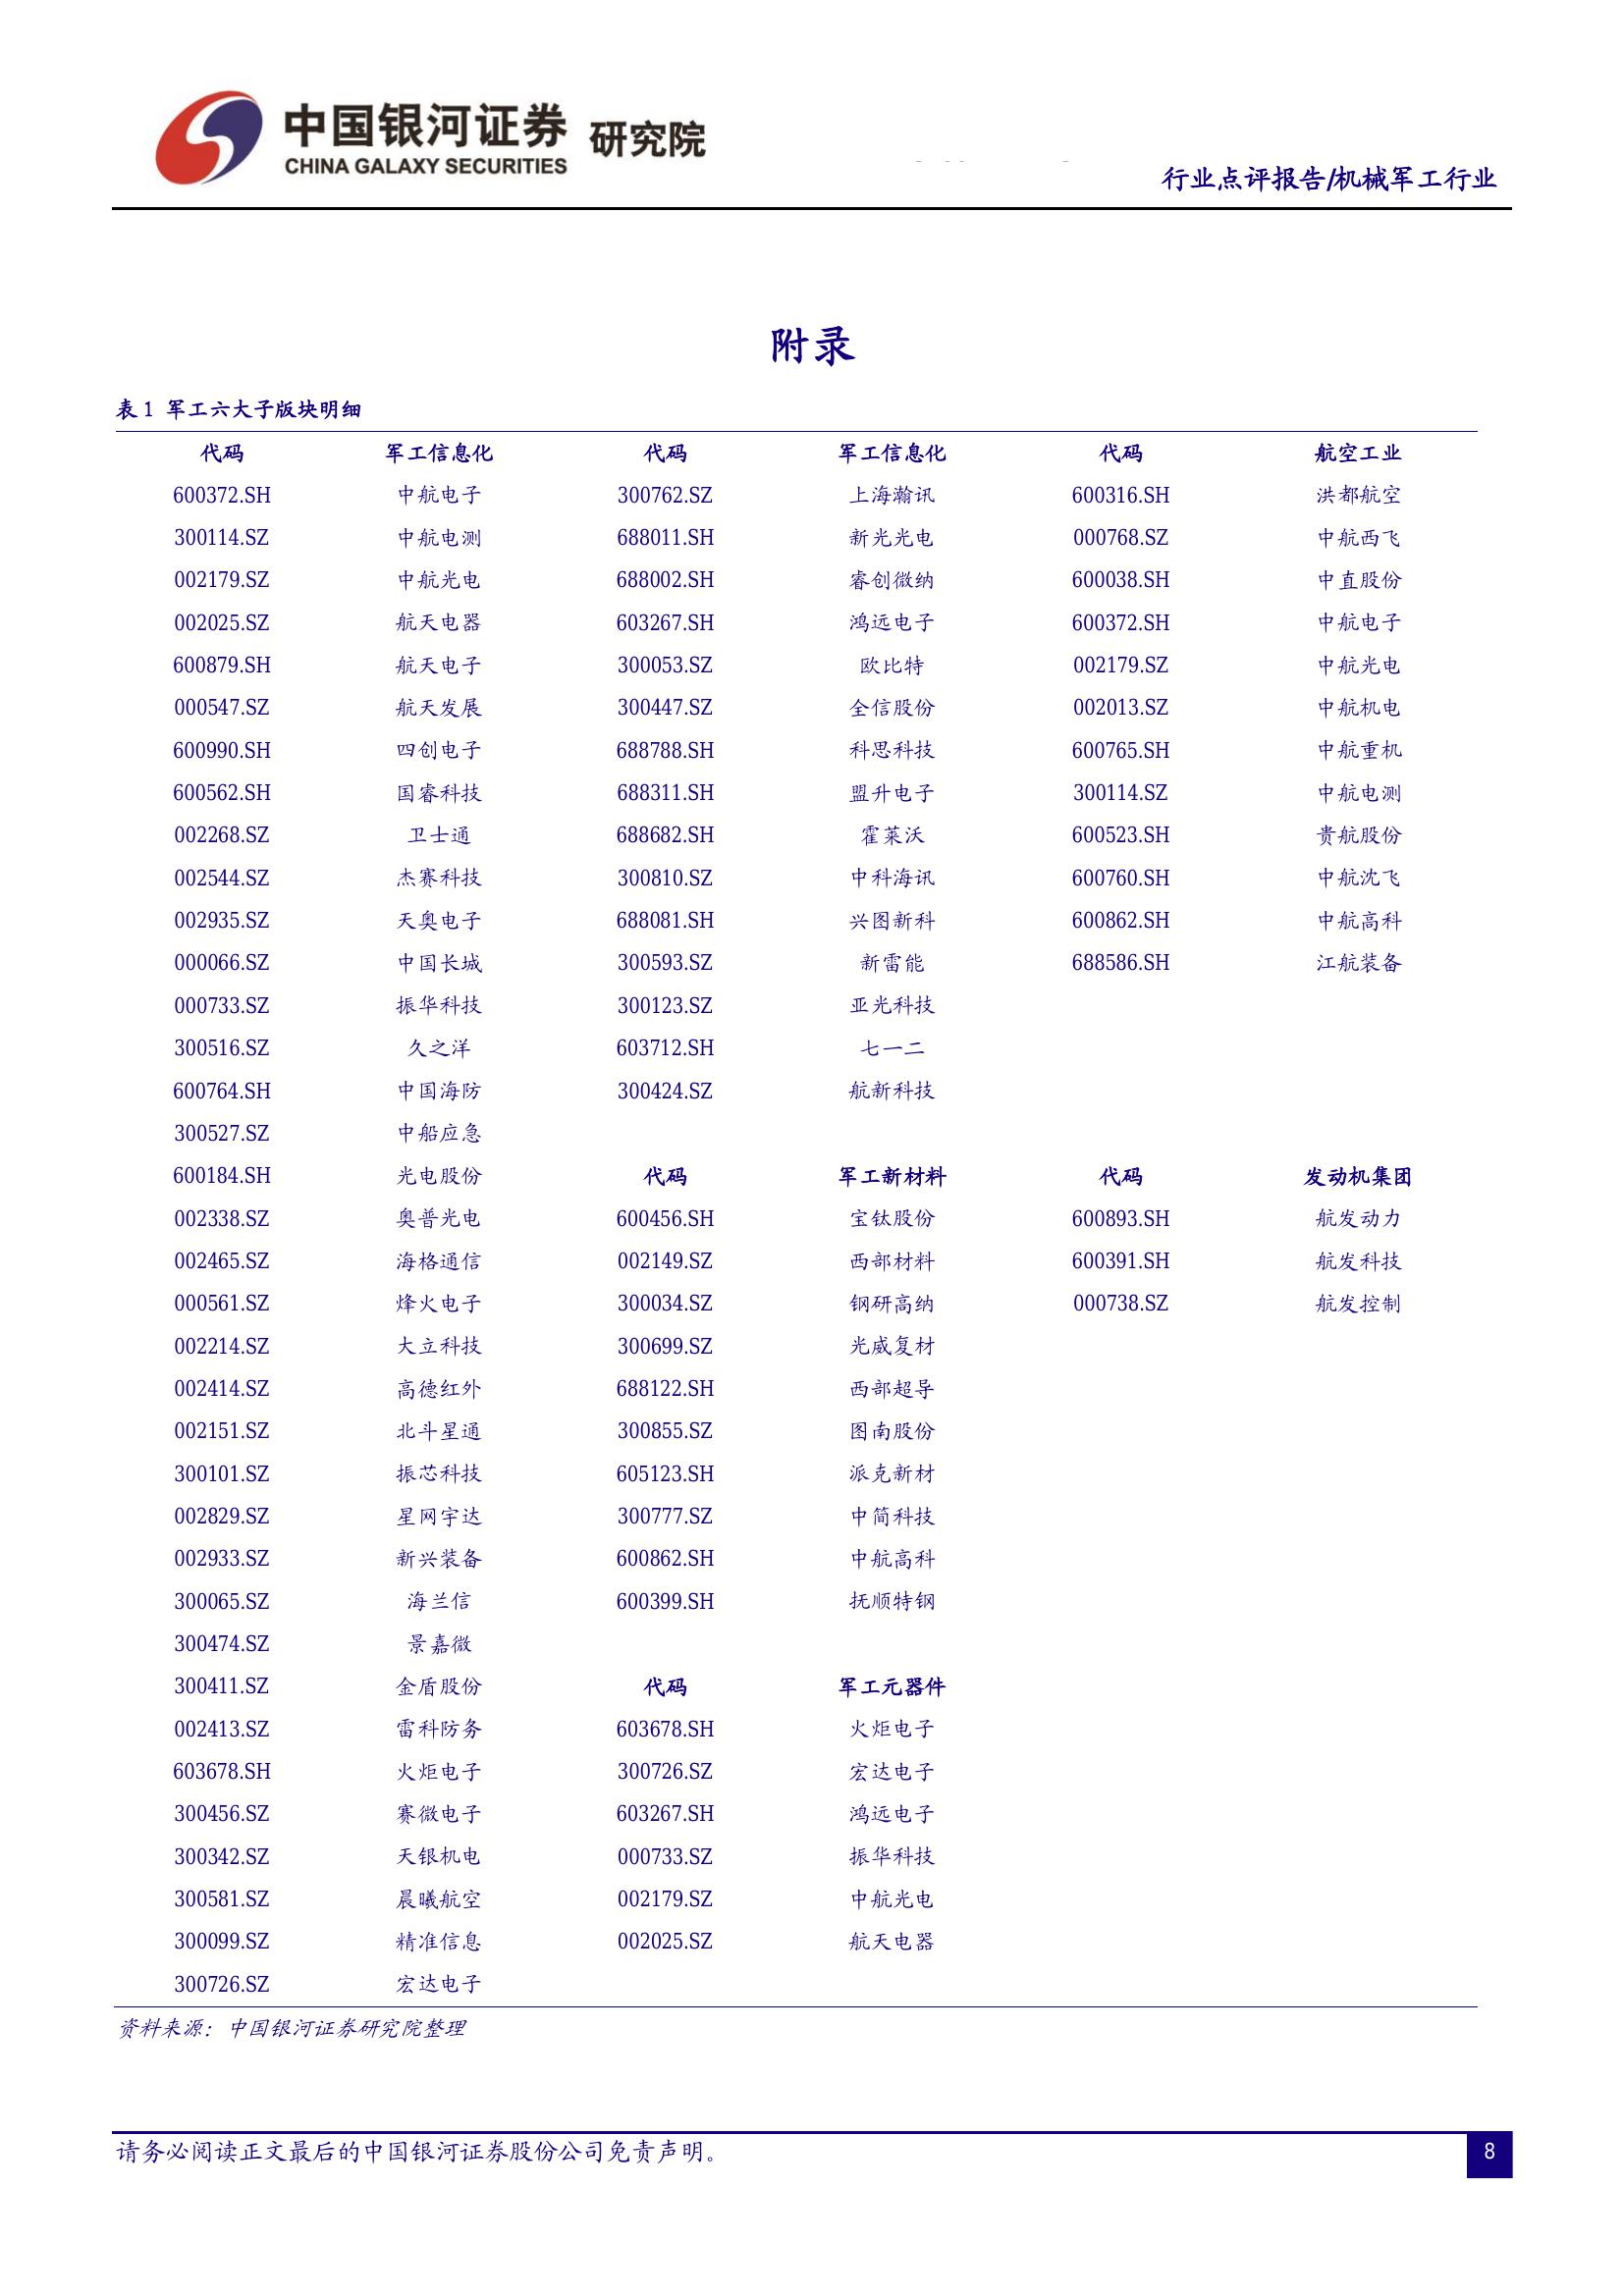 中国银河证券 研究院
CHINA GALAXY SECURITIES
行业点评报告/机械军工行业
附录
表 1 军工六大子版块明细
代码 军工信息化 代码 军工信息化 代码 航空工业
600372.SH 中航电子 300762.SZ 上海瀚讯 600316.SH 洪都航空
300114.SZ 中航电测 688011.SH 新光光电 000768.SZ 中航西飞
002179.SZ 中航光电 688002.SH 睿创微纳 600038.SH 中直股份
002025.SZ 航天电器 603267.SH 鸿远电子 600372.SH 中航电子
600879.SH 航天电子 300053.SZ 欧比特 002179.SZ 中航光电
000547.SZ 航天发展 300447.SZ 全信股份 002013.SZ 中航机电
600990.SH 四创电子 688788.SH 科思科技 600765.SH 中航重机
600562.SH 国睿科技 688311.SH 盟升电子 300114.SZ 中航电测
002268.SZ 卫士通 688682.SH 霍莱沃 600523.SH 贵航股份
002544.SZ 杰赛科技 300810.SZ 中科海讯 600760.SH 中航沈飞
002935.SZ 天奥电子 688081.SH 兴图新科 600862.SH 中航高科
000066.SZ 中国长城 300593.SZ 新雷能 688586.SH 江航装备
000733.SZ 振华科技 300123.SZ 亚光科技
300516.SZ 久之洋 603712.SH 七一二
600764.SH 中国海防 300424.SZ 航新科技
300527.SZ 中船应急
600184.SH 光电股份 代码 军工新材料 代码 发动机集团
002338.SZ 奥普光电 600456.SH 宝钛股份 600893.SH 航发动力
002465.SZ 海格通信 002149.SZ 西部材料 600391.SH 航发科技
000561.SZ 烽火电子 300034.SZ 钢研高纳 000738.SZ 航发控制
002214.SZ 大立科技 300699.SZ 光威复材
002414.SZ 高德红外 688122.SH 西部超导
002151.SZ 北斗星通 300855.SZ 图南股份
300101.SZ 振芯科技 605123.SH 派克新材
002829.SZ 星网宇达 300777.SZ 中简科技
002933.SZ 新兴装备 600862.SH 中航高科
300065.SZ 海兰信 600399.SH 抚顺特钢
300474.SZ 景嘉微
300411.SZ 金盾股份 代码 军工元器件
002413.SZ 雷科防务 603678.SH 火炬电子
603678.SH 火炬电子 300726.SZ 宏达电子
300456.SZ 赛微电子 603267.SH 鸿远电子
300342.SZ 天银机电 000733.SZ 振华科技
300581.SZ 晨曦航空 002179.SZ 中航光电
300099.SZ 精准信息 002025.SZ 航天电器
300726.SZ 宏达电子
资料来源：中国银河证券研究院整理
请务必阅读正文最后的中国银河证券股份公司免责声明。
8